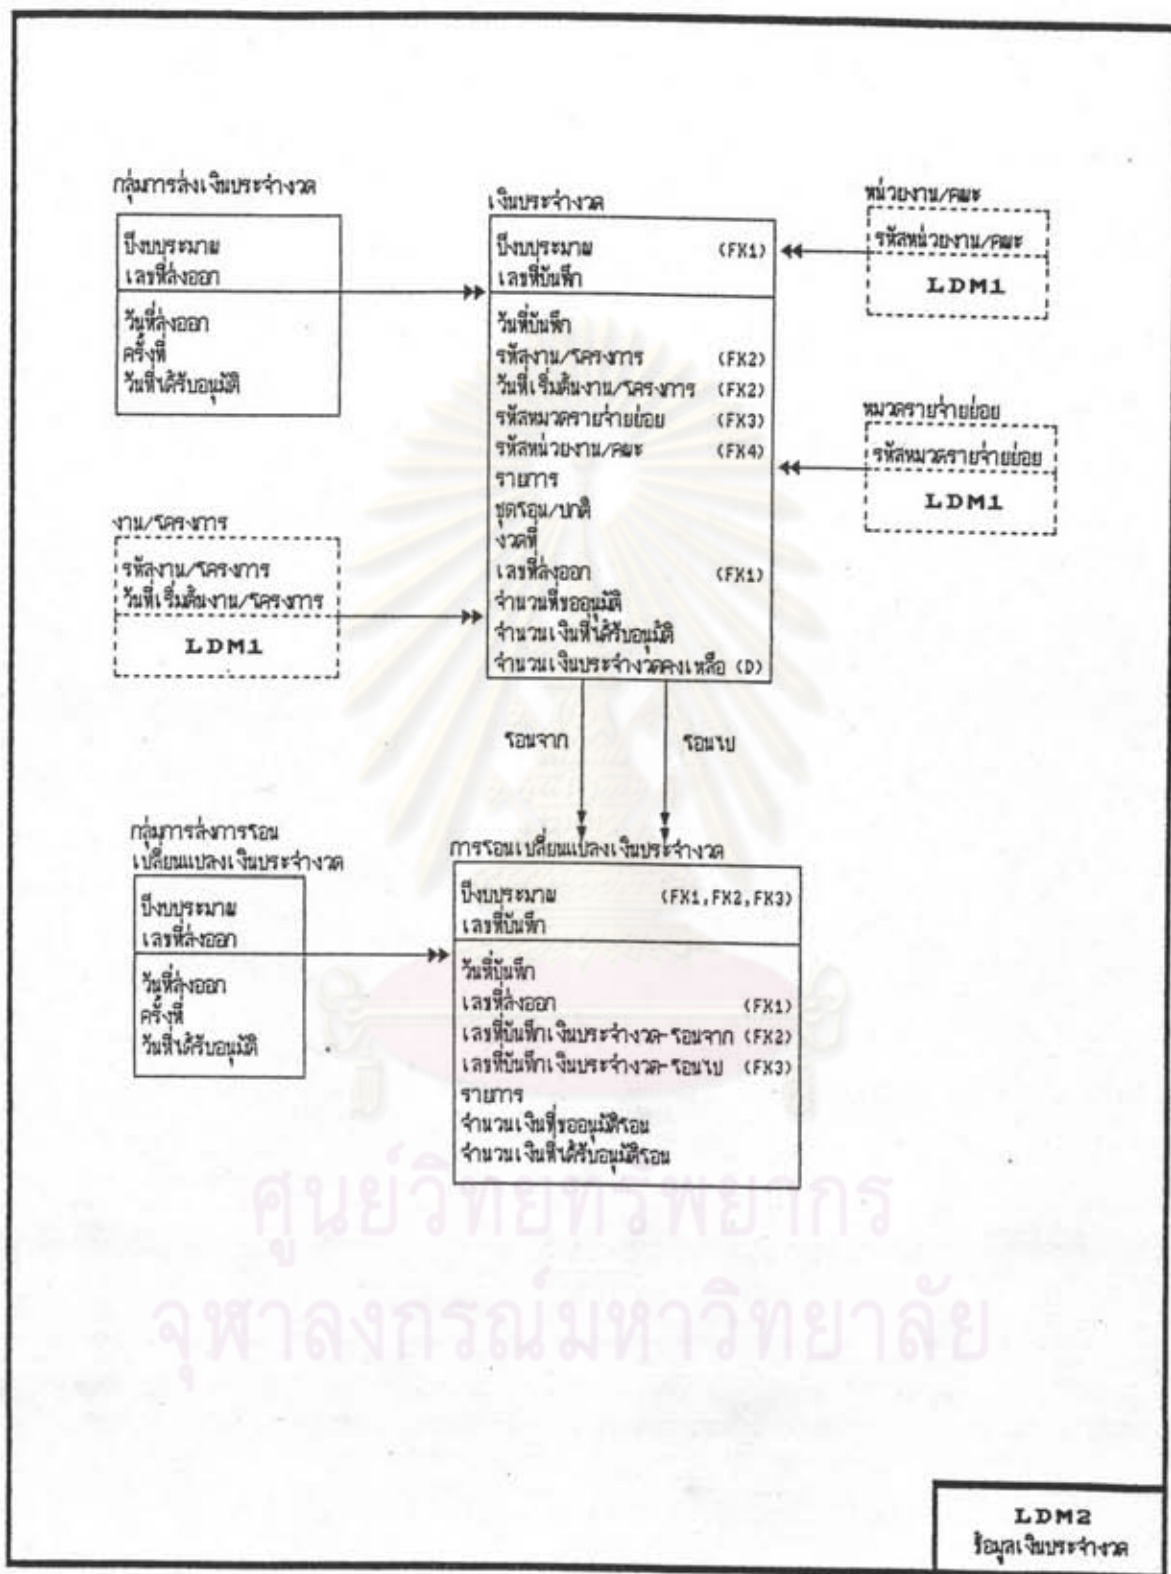 กลุ่มการส่งเงินประจำงวด
ปีงบประมาณ
เลขที่ส่งออก
วันที่ส่งออก
ครั้งที่
วันที่ได้รับอนุมัติ
เงินประจำงวด
ปีงบประมาณ (FK1)
เลขที่บันทึก
วันที่บันทึก
รหัสงาน/โครงการ (FK2)
วันที่เริ่มต้นงาน/โครงการ (FK2)
รหัสหมวดรายจ่ายย่อย (FK3)
รหัสหน่วยงาน/คณะ (FK4)
รายการ
ชุดโอน/ปกติ
งวดที่
เลขที่ส่งออก (FK1)
จำนวนที่ขออนุมัติ
จำนวนเงินที่ได้รับอนุมัติ
จำนวนเงินประจำงวดคงเหลือ (D)
หน่วยงาน/คณะ
รหัสหน่วยงาน/คณะ
LDM1
หมวดรายจ่ายย่อย
รหัสหมวดรายจ่ายย่อย
LDM1
งาน/โครงการ
รหัสงาน/โครงการ
วันที่เริ่มต้นงาน/โครงการ
LDM1
โอนจาก
โอนไป
กลุ่มการส่งการโอน
เปลี่ยนแปลงเงินประจำงวด
ปีงบประมาณ
เลขที่ส่งออก
วันที่ส่งออก
ครั้งที่
วันที่ได้รับอนุมัติ
การโอนเปลี่ยนแปลงเงินประจำงวด
ปีงบประมาณ (FK1,FK2,FK3)
เลขที่บันทึก
วันที่บันทึก
เลขที่ส่งออก (FK1)
เลขที่บันทึกเงินประจำงวด-โอนจาก (FK2)
เลขที่บันทึกเงินประจำงวด-โอนไป (FK3)
รายการ
จำนวนเงินที่ขออนุมัติโอน
จำนวนเงินที่ได้รับอนุมัติโอน
ศูนย์วิทยทรัพยากร
จุฬาลงกรณ์มหาวิทยาลัย
LDM2
ข้อมูลเงินประจำงวด